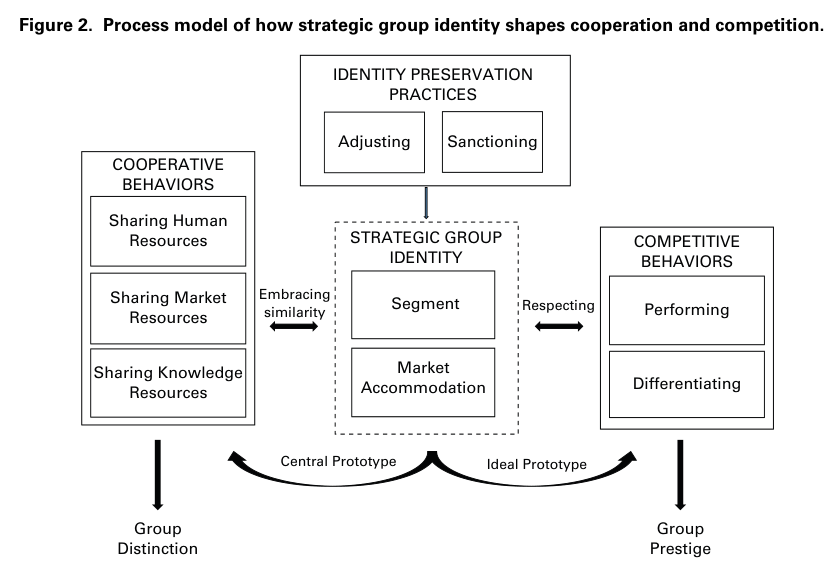 Figure 2. Process model of how strategic group identity shapes cooperation and competition.
IDENTITY PRESERVATION
PRACTICES
Adjusting
Sanctioning
COOPERATIVE
BEHAVIORS
Sharing Human
Resources
Sharing Market
Resources
Sharing Knowledge
Resources
Embracing
similarity
STRATEGIC GROUP
IDENTITY
Segment
Market
Accommodation
Respecting
COMPETITIVE
BEHAVIORS
Performing
Differentiating
Central Prototype
Ideal Prototype
Group
Distinction
Group
Prestige